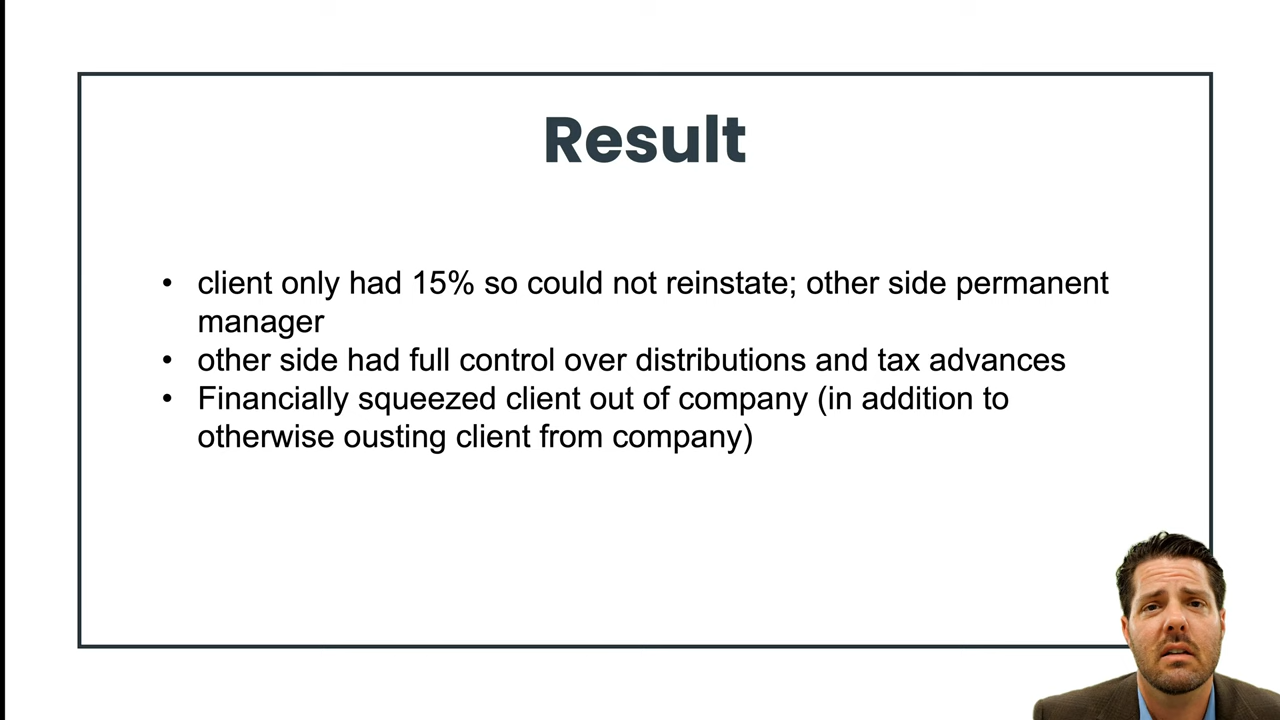 Result
• client only had 15% so could not reinstate; other side permanent
manager
• other side had full control over distributions and tax advances
• Financially squeezed client out of company (in addition to
otherwise ousting client from company)